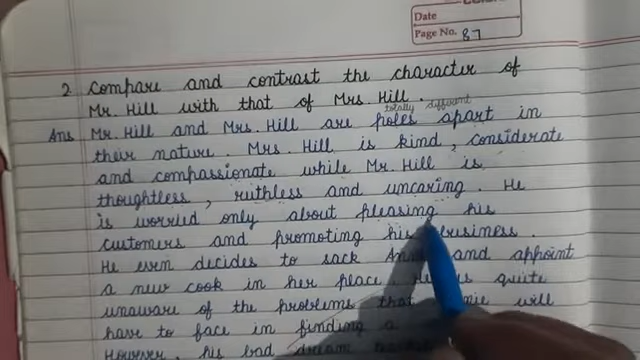 Date
Page No. 87
2 Compare and contrast the character of
Mr. Hill with that of Mrs. Hill.
totally different
Ans Mr. Hill and Mrs. Hill are poles apart in
their nature. Mrs. Hill is kind, considerate
and compassionate while Mr. Hill is
thoughtless, ruthless and uncaring. He
is worried only about pleasing his
customers and promoting his business.
He even decides to sack and appoint
a new cook in her place. He is quite
unaware of the problems that will
have to face in finding a
However, his bad dream